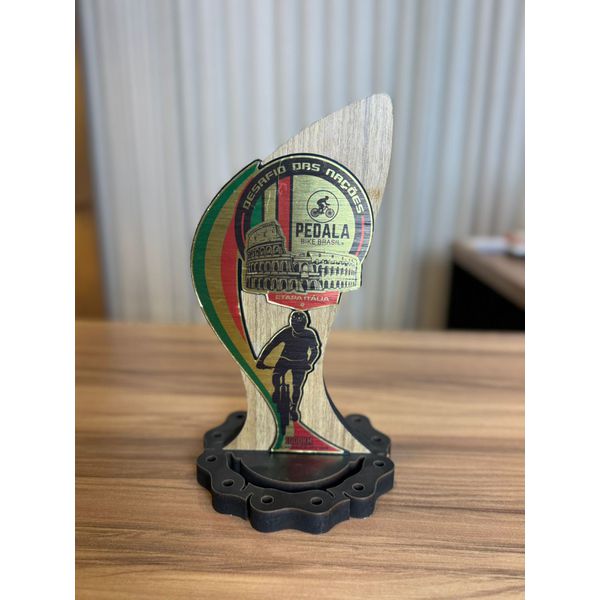 DESAFIO DAS NAÇÕES
PEDALA
BIKE BRASIL
ETAPA ITÁLIA